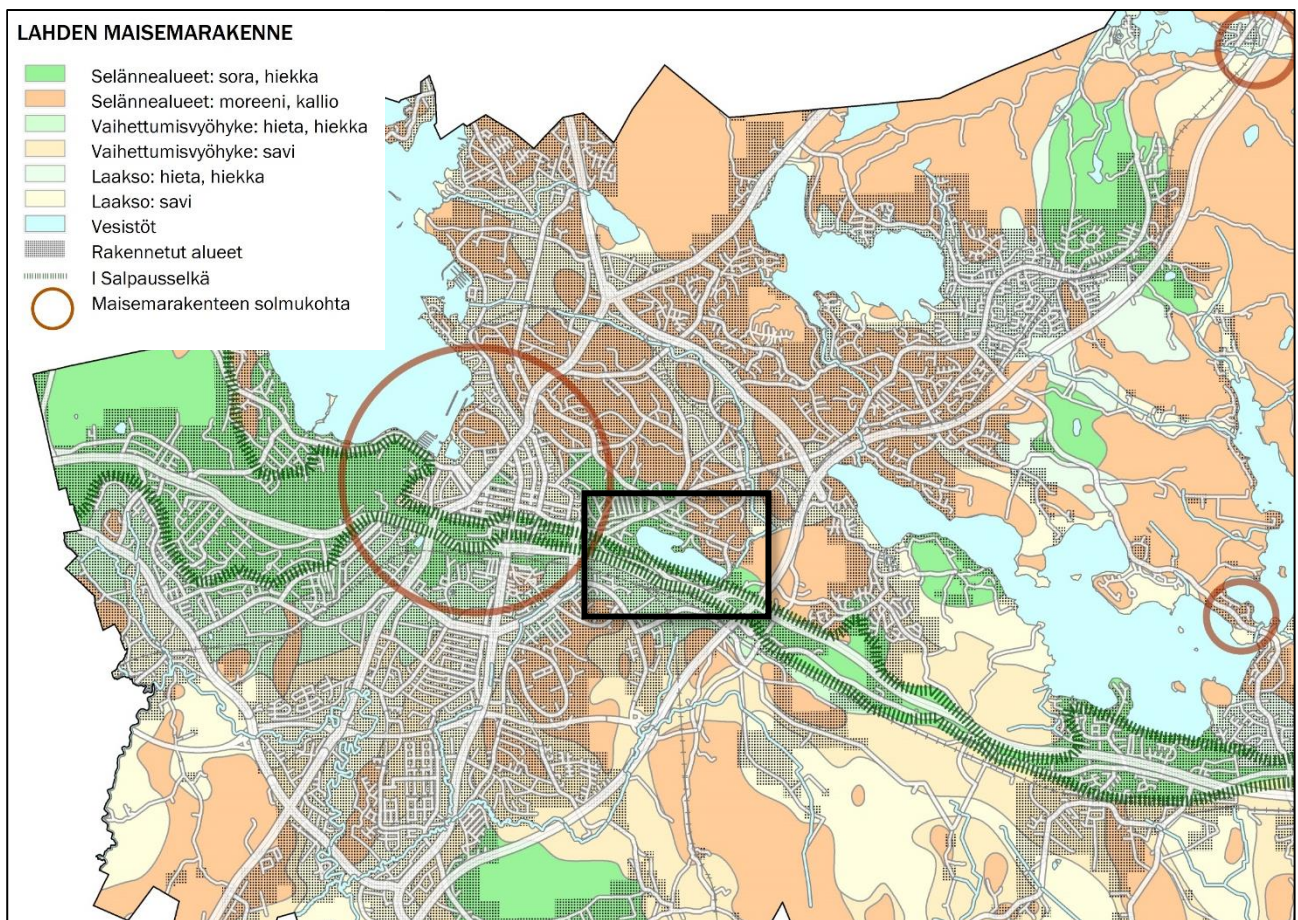 LAHDEN MAISEMARAKENNE
Selännealueet: sora, hiekka
Selännealueet: moreeni, kallio
Vaihettumisvyöhyke: hieta, hiekka
Vaihettumisvyöhyke: savi
Laakso: hieta, hiekka
Laakso: savi
Vesistöt
Rakennetut alueet
I Salpausselkä
Maisemarakenteen solmukohta